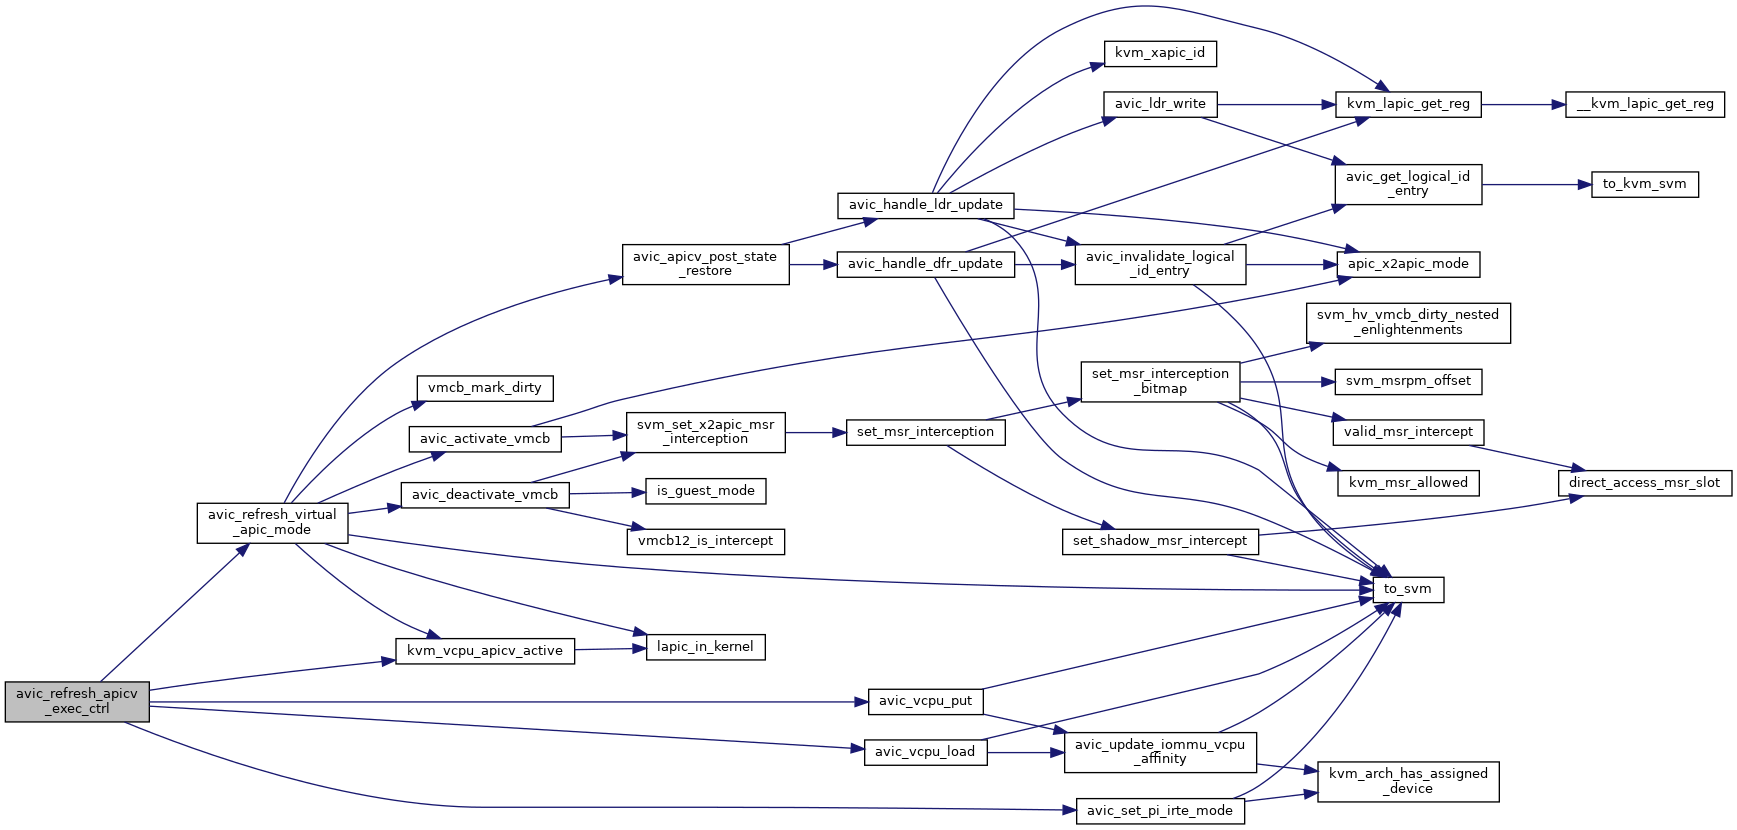 avic_refresh_apicv
_exec_ctrl
avic_refresh_virtual
_apic_mode
vmcb_mark_dirty
avic_activate_vmcb
avic_deactivate_vmcb
kvm_vcpu_apicv_active
avic_apicv_post_state
_restore
svm_set_x2apic_msr
_interception
is_guest_mode
vmcb12_is_intercept
lapic_in_kernel
avic_handle_ldr_update
avic_handle_dfr_update
set_msr_interception
avic_vcpu_put
avic_vcpu_load
kvm_xapic_id
avic_ldr_write
avic_invalidate_logical
_id_entry
set_msr_interception
_bitmap
set_shadow_msr_intercept
avic_update_iommu_vcpu
_affinity
avic_set_pi_irte_mode
kvm_lapic_get_reg
avic_get_logical_id
_entry
apic_x2apic_mode
svm_hv_vmcb_dirty_nested
_enlightenments
svm_msrpm_offset
valid_msr_intercept
kvm_msr_allowed
to_svm
kvm_arch_has_assigned
_device
__kvm_lapic_get_reg
to_kvm_svm
direct_access_msr_slot